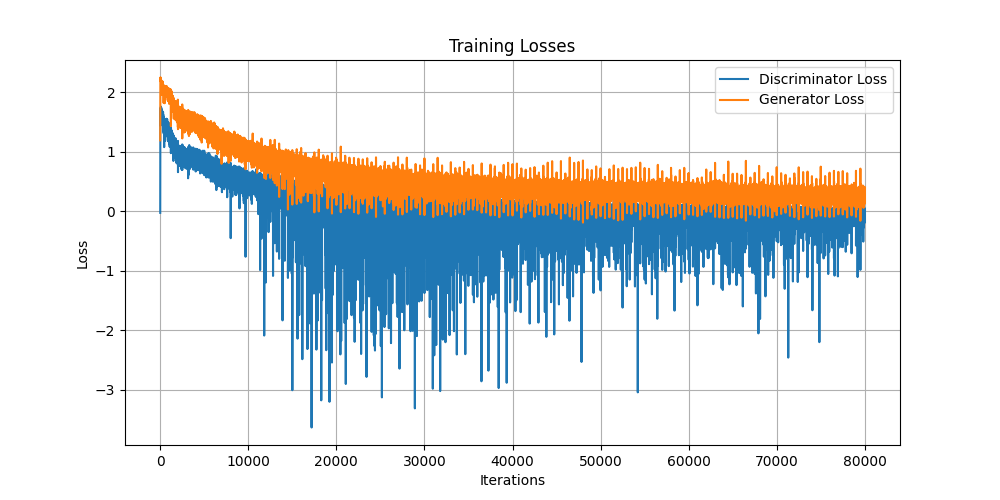 Training Losses
Discriminator Loss
Generator Loss
2
1
0
−1
−2
−3
Loss
0 10000 20000 30000 40000 50000 60000 70000 80000
Iterations